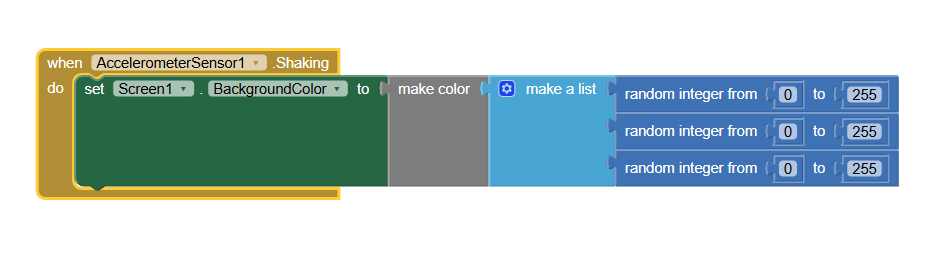 when AccelerometerSensor1 .Shaking
do set Screen1 . BackgroundColor to make color make a list random integer from 0 to 255
random integer from 0 to 255
random integer from 0 to 255